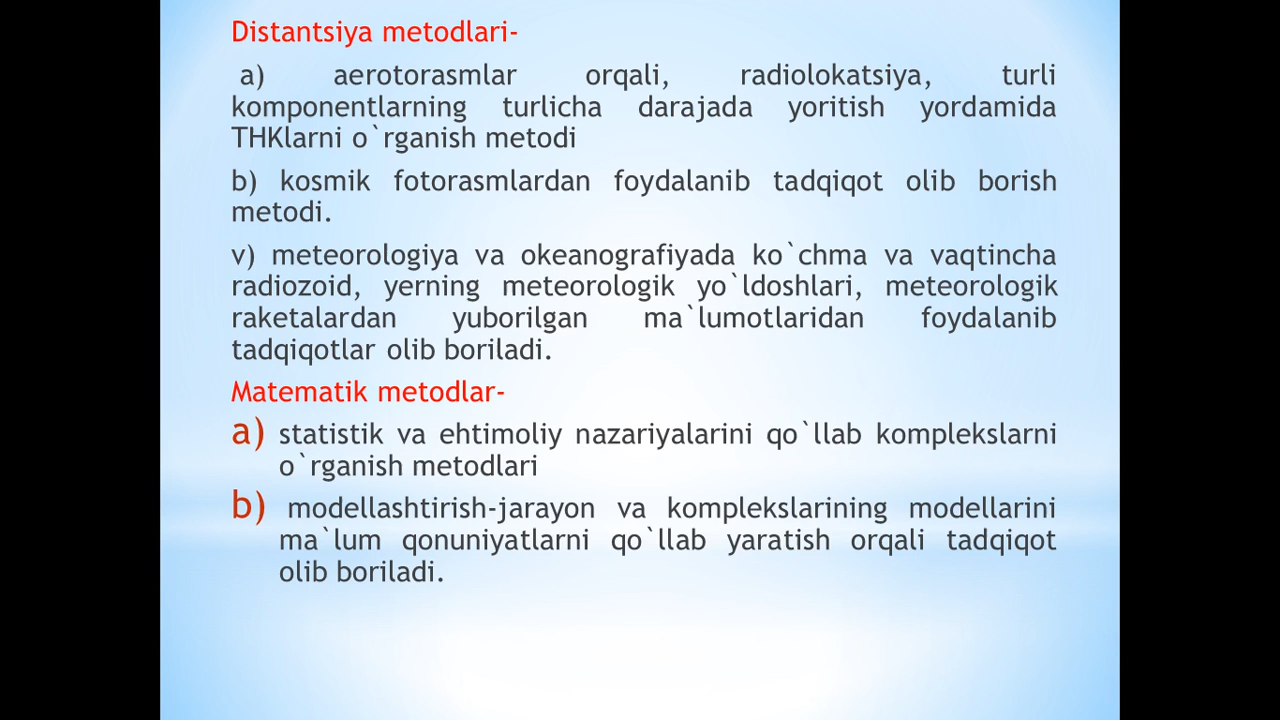 Distantsiya metodlari-
a) aerotorasmlar orqali, radiolokatsiya, turli
komponentlarning turlicha darajada yoritish yordamida
THKlarni o`rganish metodi
b) kosmik fotorasmlardan foydalanib tadqiqot olib borish
metodi.
v) meteorologiya va okeanografiyada ko`chma va vaqtincha
radiozoid, yerning meteorologik yo`ldoshlari, meteorologik
raketalardan yuborilgan ma`lumotlaridan foydalanib
tadqiqotlar olib boriladi.
Matematik metodlar-
a) statistik va ehtimoliy nazariyalarini qo`llab komplekslarni
o`rganish metodlari
b) modellashtirish-jarayon va komplekslarining modellarini
ma`lum qonuniyatlarni qo`llab yaratish orqali tadqiqot
olib boriladi.